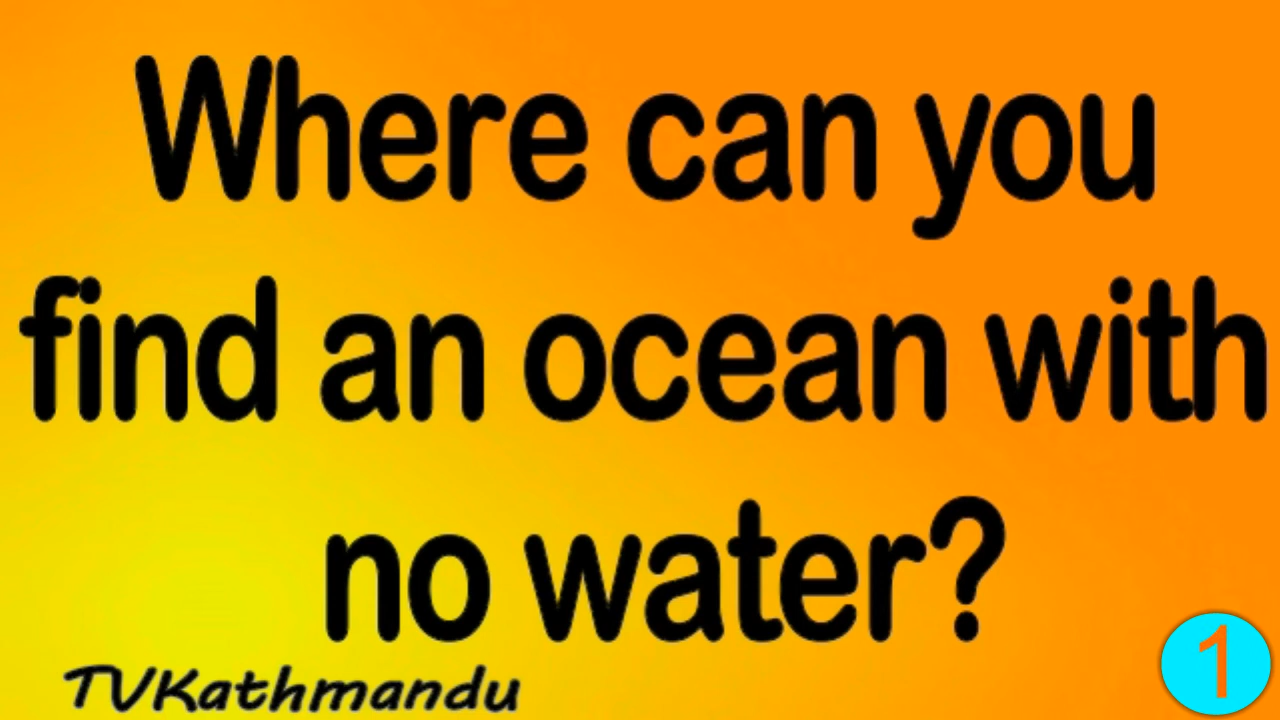 Where can you
find an ocean with
no water?
TVKathmandu
1